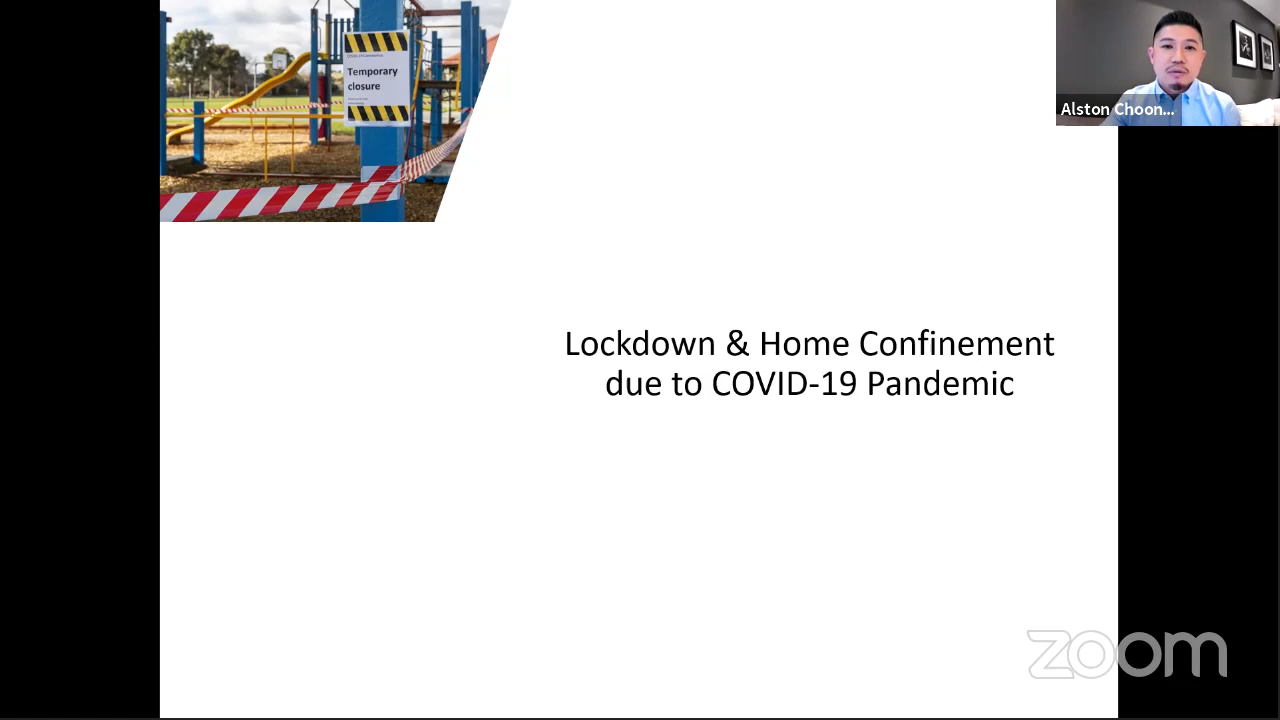 Temporary
closure
Alston Choon...
Lockdown & Home Confinement
due to COVID-19 Pandemic
zoom